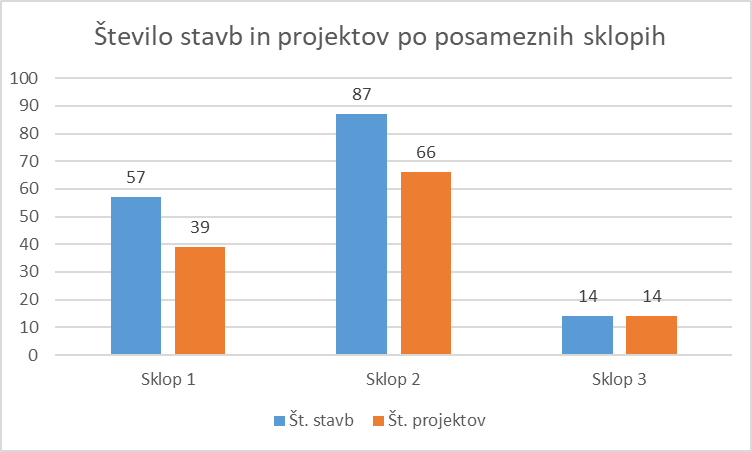 Število stavb in projektov po posameznih sklopih
100
90
80
70
60
50
40
30
20
10
0
57
39
87
66
14
14
Sklop 1
Sklop 2
Sklop 3
Št. stavb
Št. projektov